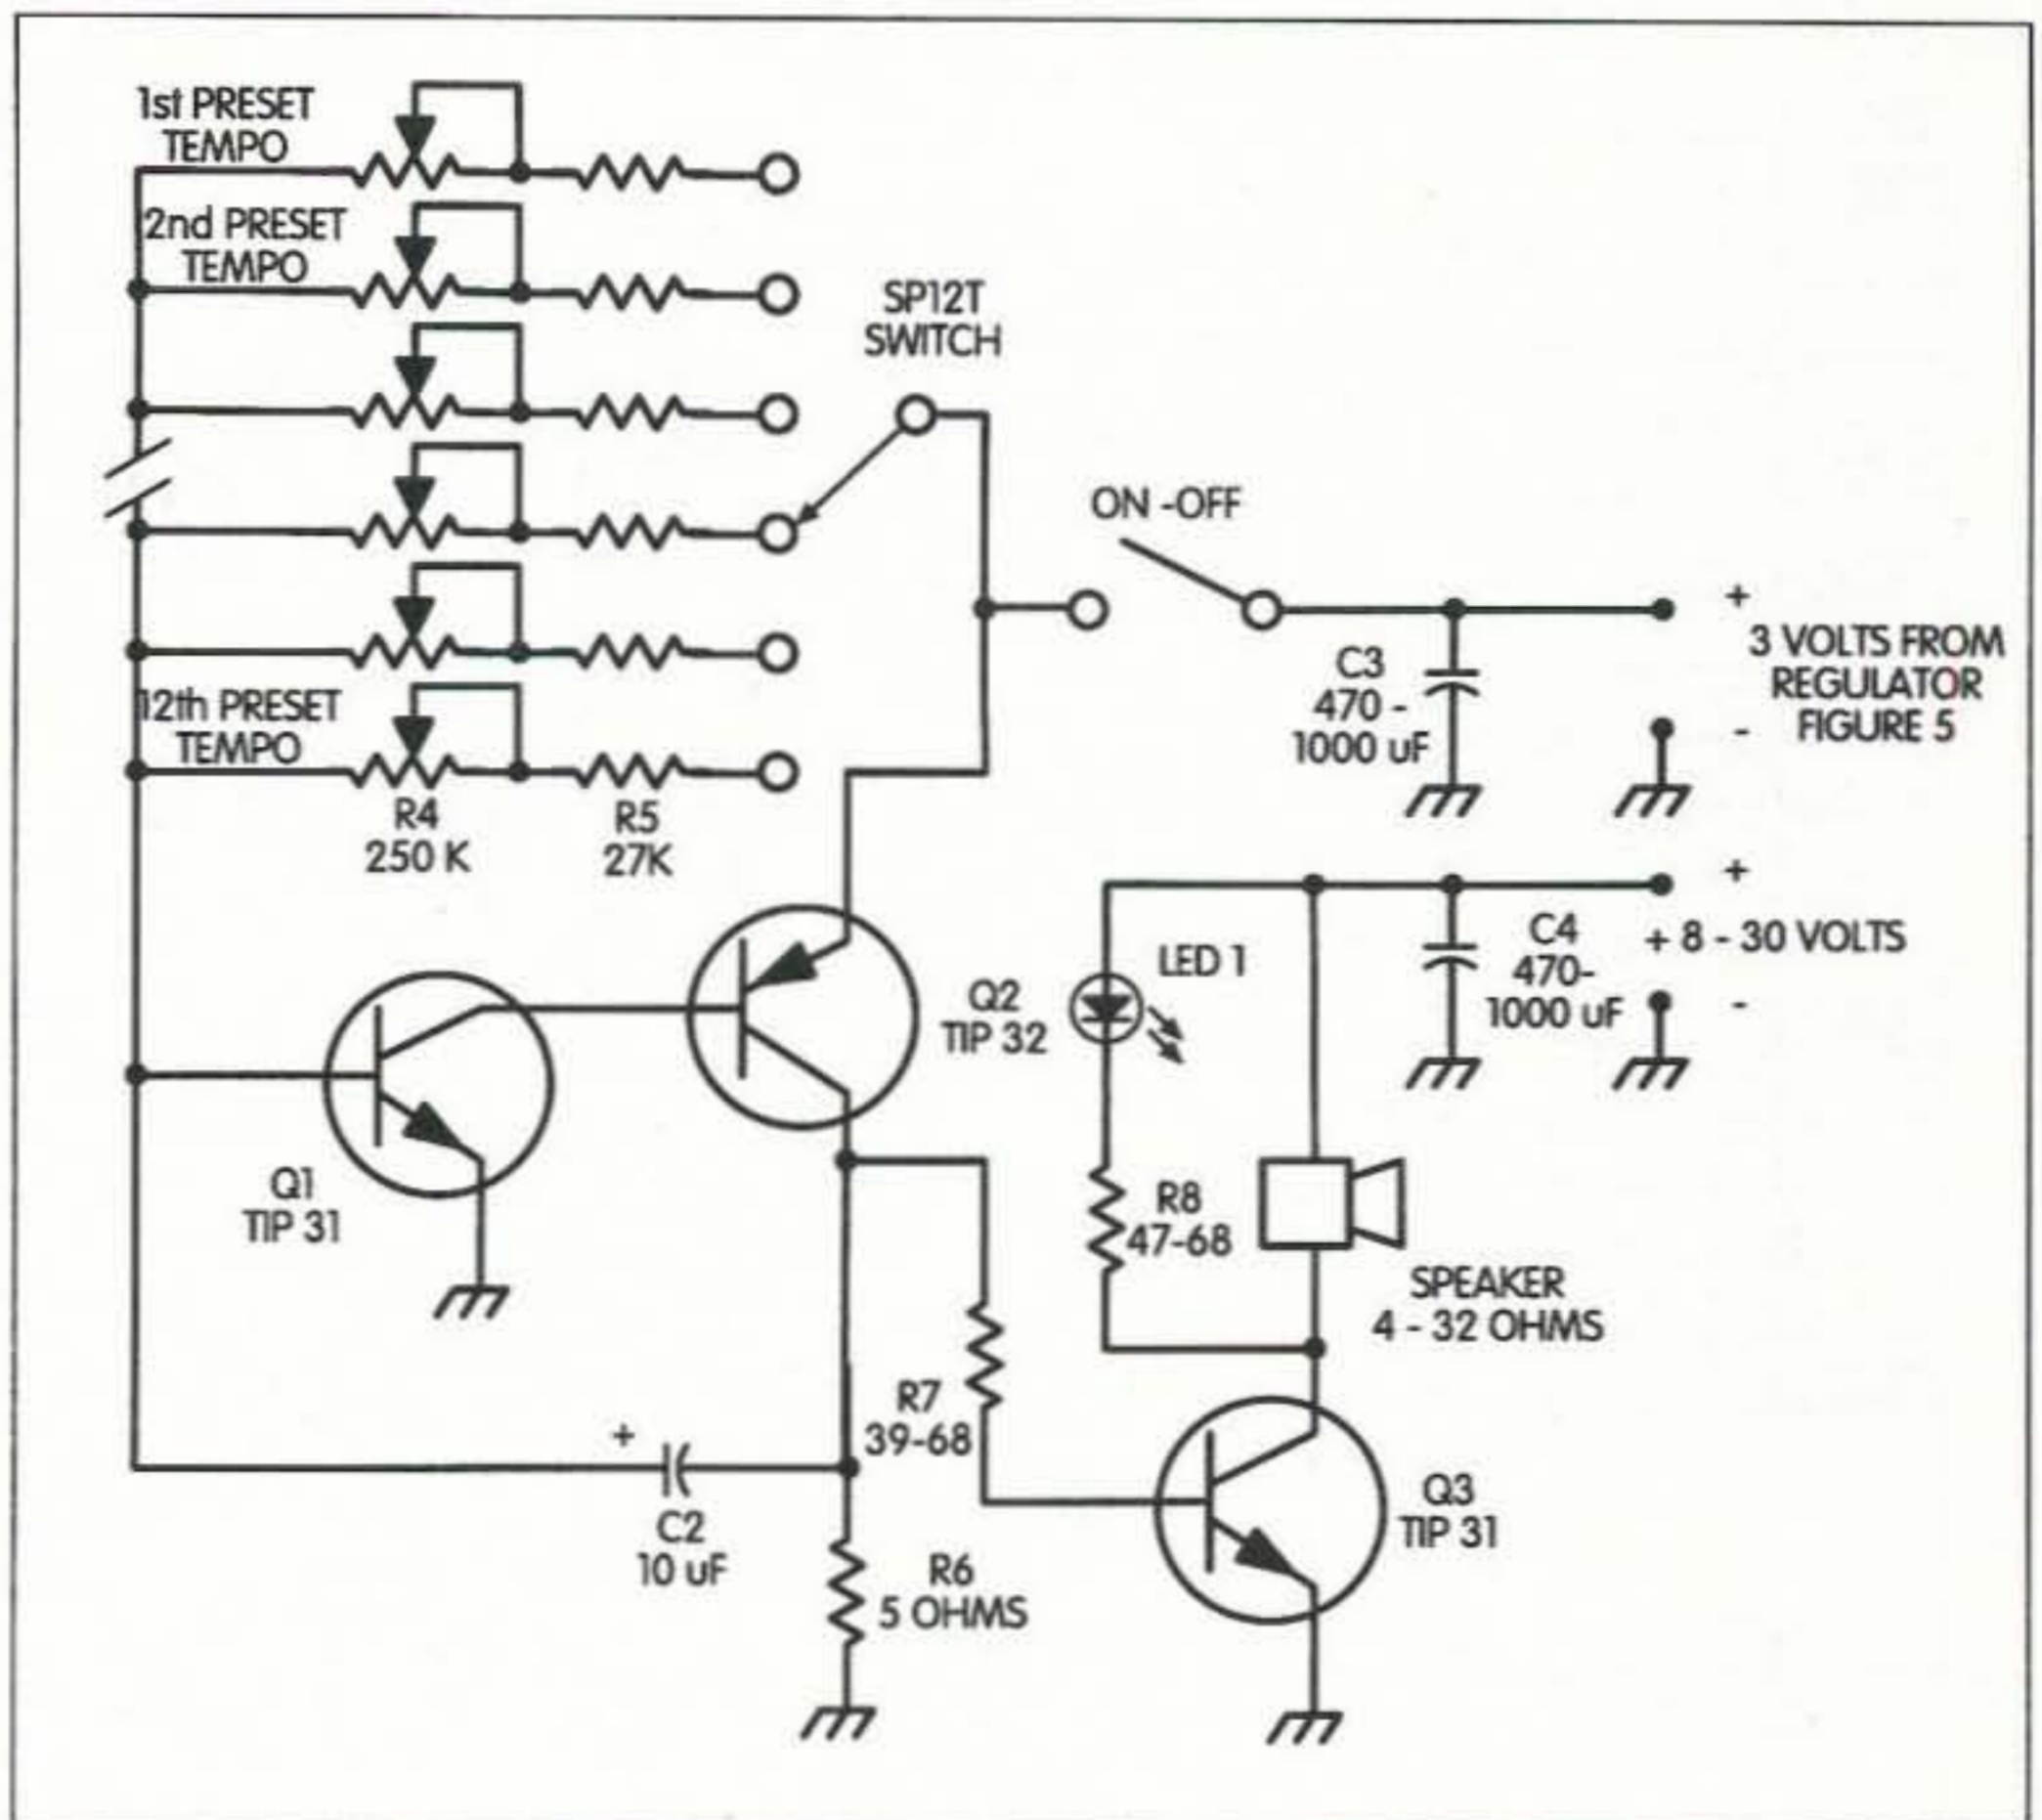 1st PRESET
TEMPO
2nd PRESET
TEMPO
SP12T
SWITCH
ON -OFF
+
3 VOLTS FROM
REGULATOR
FIGURE 5
-
C3
470 -
1000 uF
12th PRESET
TEMPO
R4
250 K
R5
27K
+
+ 8 - 30 VOLTS
-
C4
470-
1000 uF
LED 1
Q2
TIP 32
Q1
TIP 31
R8
47-68
SPEAKER
4 - 32 OHMS
R7
39-68
+
C2
10 uF
Q3
TIP 31
R6
5 OHMS